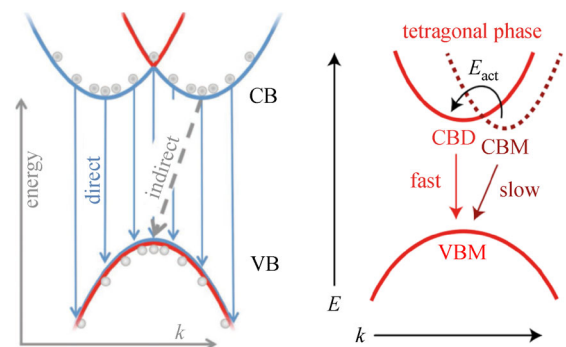 energy
direct
indirect
CB
VB
k
tetragonal phase
E_act
CBD
CBM
fast
slow
VBM
E
k